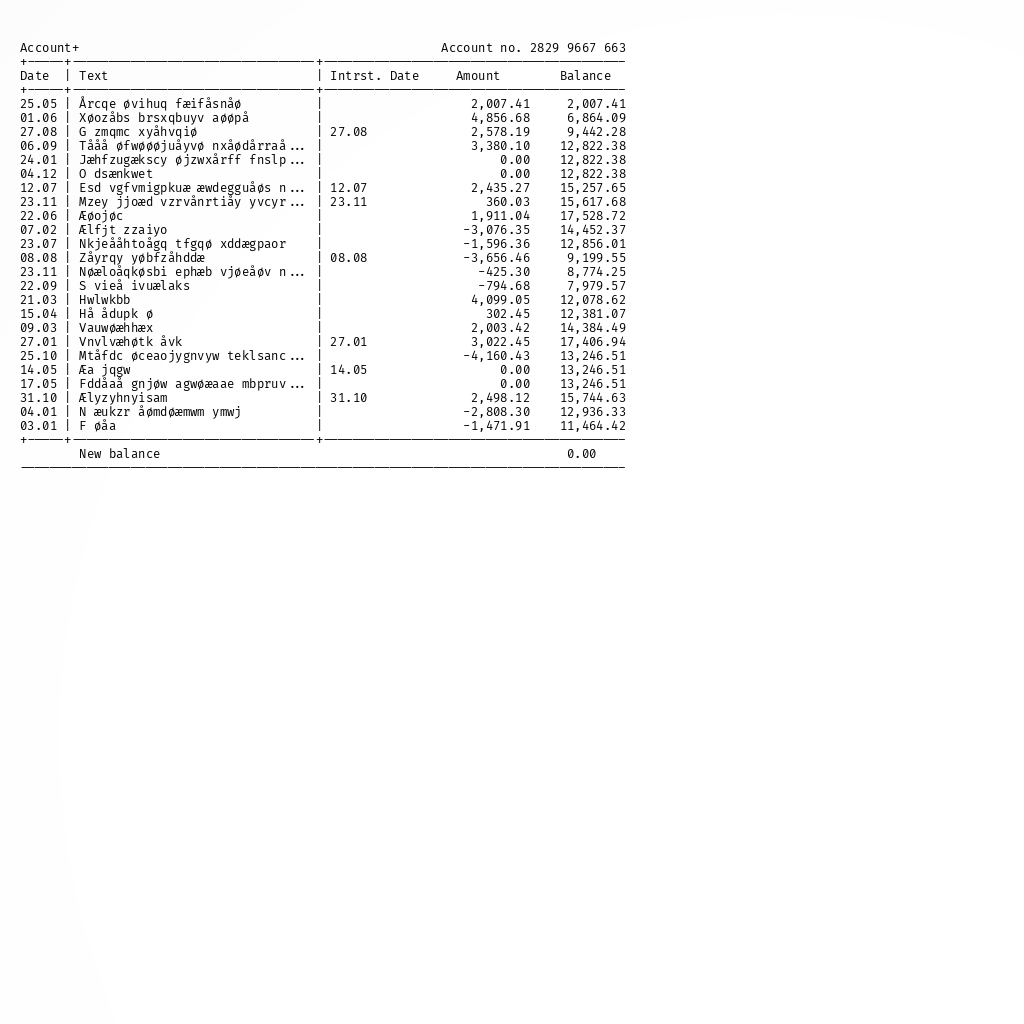 Account+ Account no. 2829 9667 663
Date | Text | Intrst. Date Amount Balance
25.05 | Årcqe øvihuq fæifåsnåø | 2,007.41 2,007.41
01.06 | Xøozåbs brsxqbuyv aøøpå | 4,856.68 6,864.09
27.08 | G zmqmc xyåhvqiø | 27.08 2,578.19 9,442.28
06.09 | Tååå øfwøøøjuåyvø nxåødårraå... | 3,380.10 12,822.38
24.01 | Jæhfzugækscy øjzwxårff fnslp... | 0.00 12,822.38
04.12 | O dsænkwet | 0.00 12,822.38
12.07 | Esd vgfvmigpkuæ æwdegguåøs n... | 12.07 2,435.27 15,257.65
23.11 | Mzey jjoæd vzrvånrtiåy yvcyr... | 23.11 360.03 15,617.68
22.06 | Æøojøc | 1,911.04 17,528.72
07.02 | Ælfjt zzaiyo | -3,076.35 14,452.37
23.07 | Nkjeååhtoågq tfgqø xddægpaor | -1,596.36 12,856.01
08.08 | Zåyrqy yøbfzåhddæ | 08.08 -3,656.46 9,199.55
23.11 | Nøæloåqkøsbi ephæb vjøeåøv n... | -425.30 8,774.25
22.09 | S vieå ivuælaks | -794.68 7,979.57
21.03 | Hwlwkbb | 4,099.05 12,078.62
15.04 | Hå ådupk ø | 302.45 12,381.07
09.03 | Vauwøæhhæx | 2,003.42 14,384.49
27.01 | Vnvlvæhøtk åvk | 27.01 3,022.45 17,406.94
25.10 | Mtåfdc øceaojygnvyw teklsanc... | -4,160.43 13,246.51
14.05 | Æa jqgw | 14.05 0.00 13,246.51
17.05 | Fddåaå gnjøw agwøæaae mbpruv... | 0.00 13,246.51
31.10 | Ælyzyhnyisam | 31.10 2,498.12 15,744.63
04.01 | N æukzr åømdøæmwm ymwj | -2,808.30 12,936.33
03.01 | F øåa | -1,471.91 11,464.42
New balance 0.00